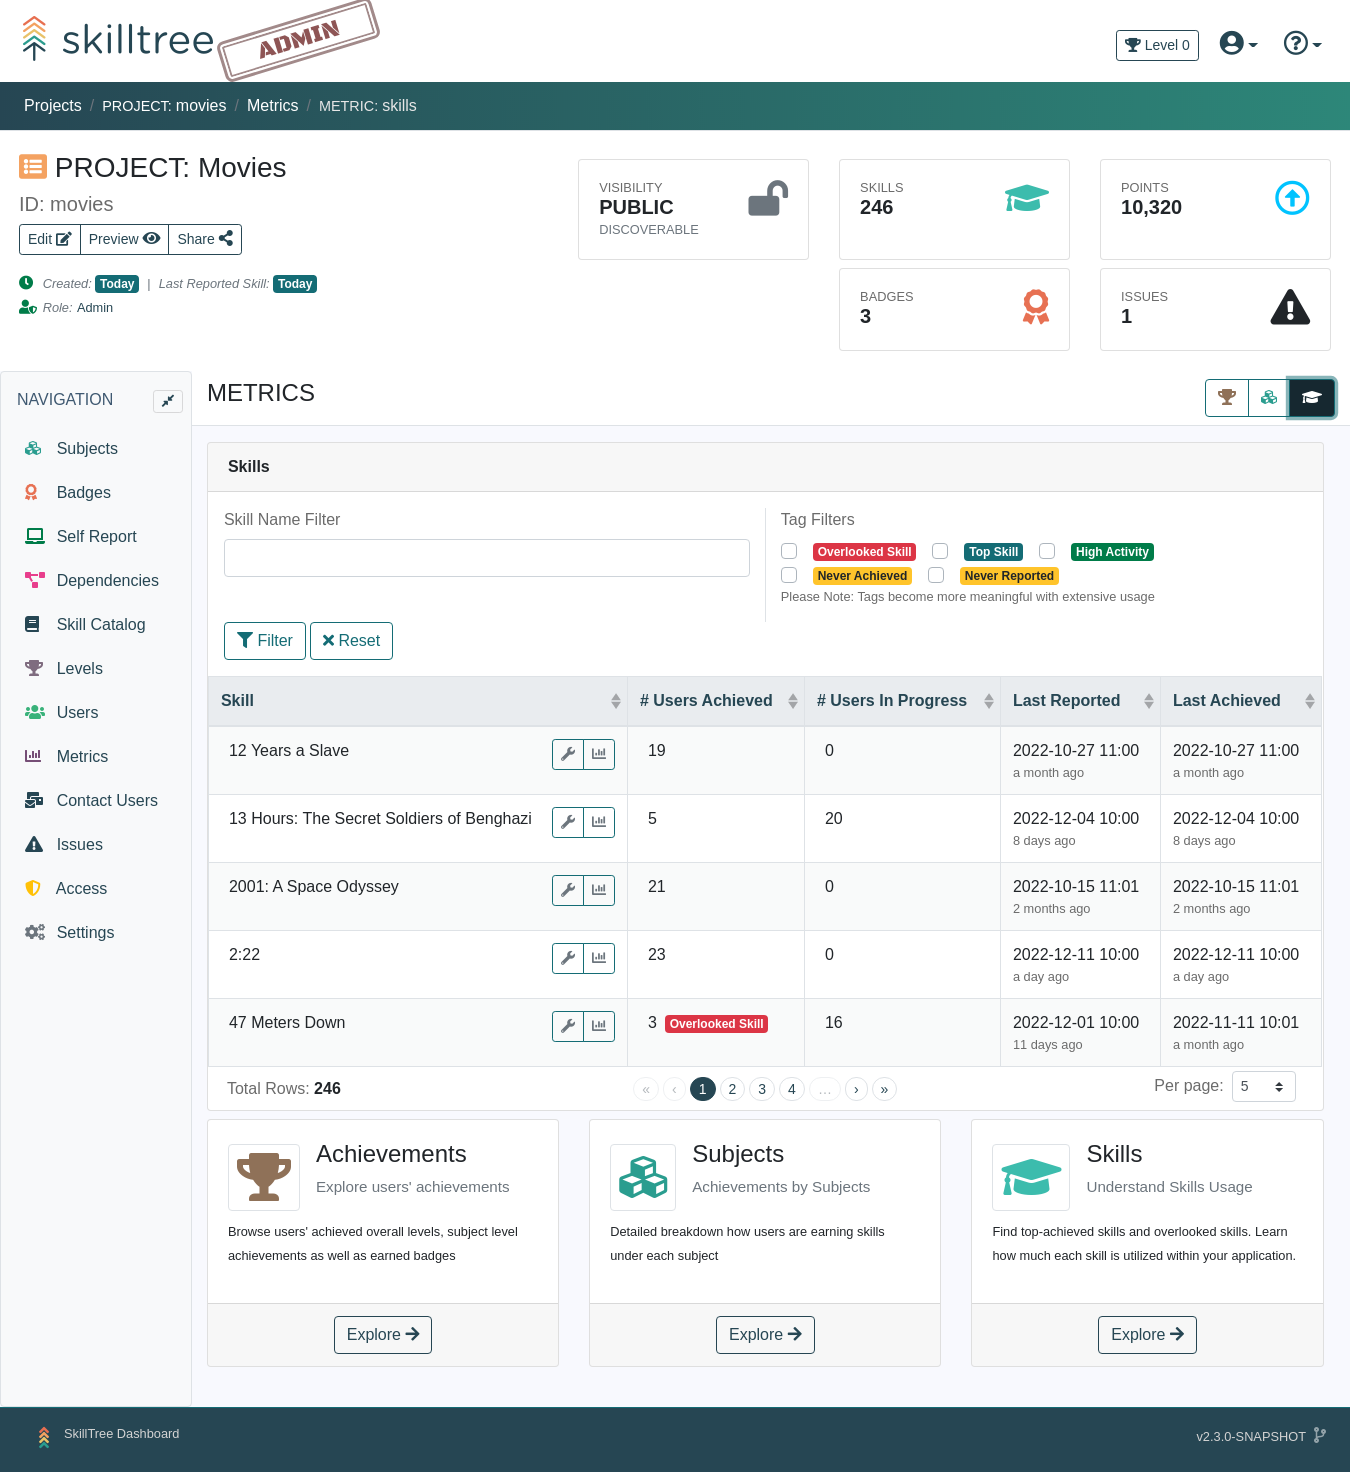 skilltree ADMIN
Level 0
Projects / PROJECT: movies / Metrics / METRIC: skills
PROJECT: Movies
ID: movies
Edit Preview Share
Created: Today | Last Reported Skill: Today
Role: Admin
VISIBILITY
PUBLIC
DISCOVERABLE
SKILLS
246
POINTS
10,320
BADGES
3
ISSUES
1
NAVIGATION
Subjects
Badges
Self Report
Dependencies
Skill Catalog
Levels
Users
Metrics
Contact Users
Issues
Access
Settings
METRICS
Skills
Skill Name Filter
Tag Filters
Overlooked Skill Top Skill High Activity
Never Achieved Never Reported
Please Note: Tags become more meaningful with extensive usage
Filter Reset
Skill # Users Achieved # Users In Progress Last Reported Last Achieved
12 Years a Slave 19 0 2022-10-27 11:00 2022-10-27 11:00
a month ago a month ago
13 Hours: The Secret Soldiers of Benghazi 5 20 2022-12-04 10:00 2022-12-04 10:00
8 days ago 8 days ago
2001: A Space Odyssey 21 0 2022-10-15 11:01 2022-10-15 11:01
2 months ago 2 months ago
2:22 23 0 2022-12-11 10:00 2022-12-11 10:00
a day ago a day ago
47 Meters Down 3 Overlooked Skill 16 2022-12-01 10:00 2022-11-11 10:01
11 days ago a month ago
Total Rows: 246 « ‹ 1 2 3 4 … › » Per page: 5
Achievements
Explore users' achievements
Browse users' achieved overall levels, subject level
achievements as well as earned badges
Explore
Subjects
Achievements by Subjects
Detailed breakdown how users are earning skills
under each subject
Explore
Skills
Understand Skills Usage
Find top-achieved skills and overlooked skills. Learn
how much each skill is utilized within your application.
Explore
SkillTree Dashboard
v2.3.0-SNAPSHOT